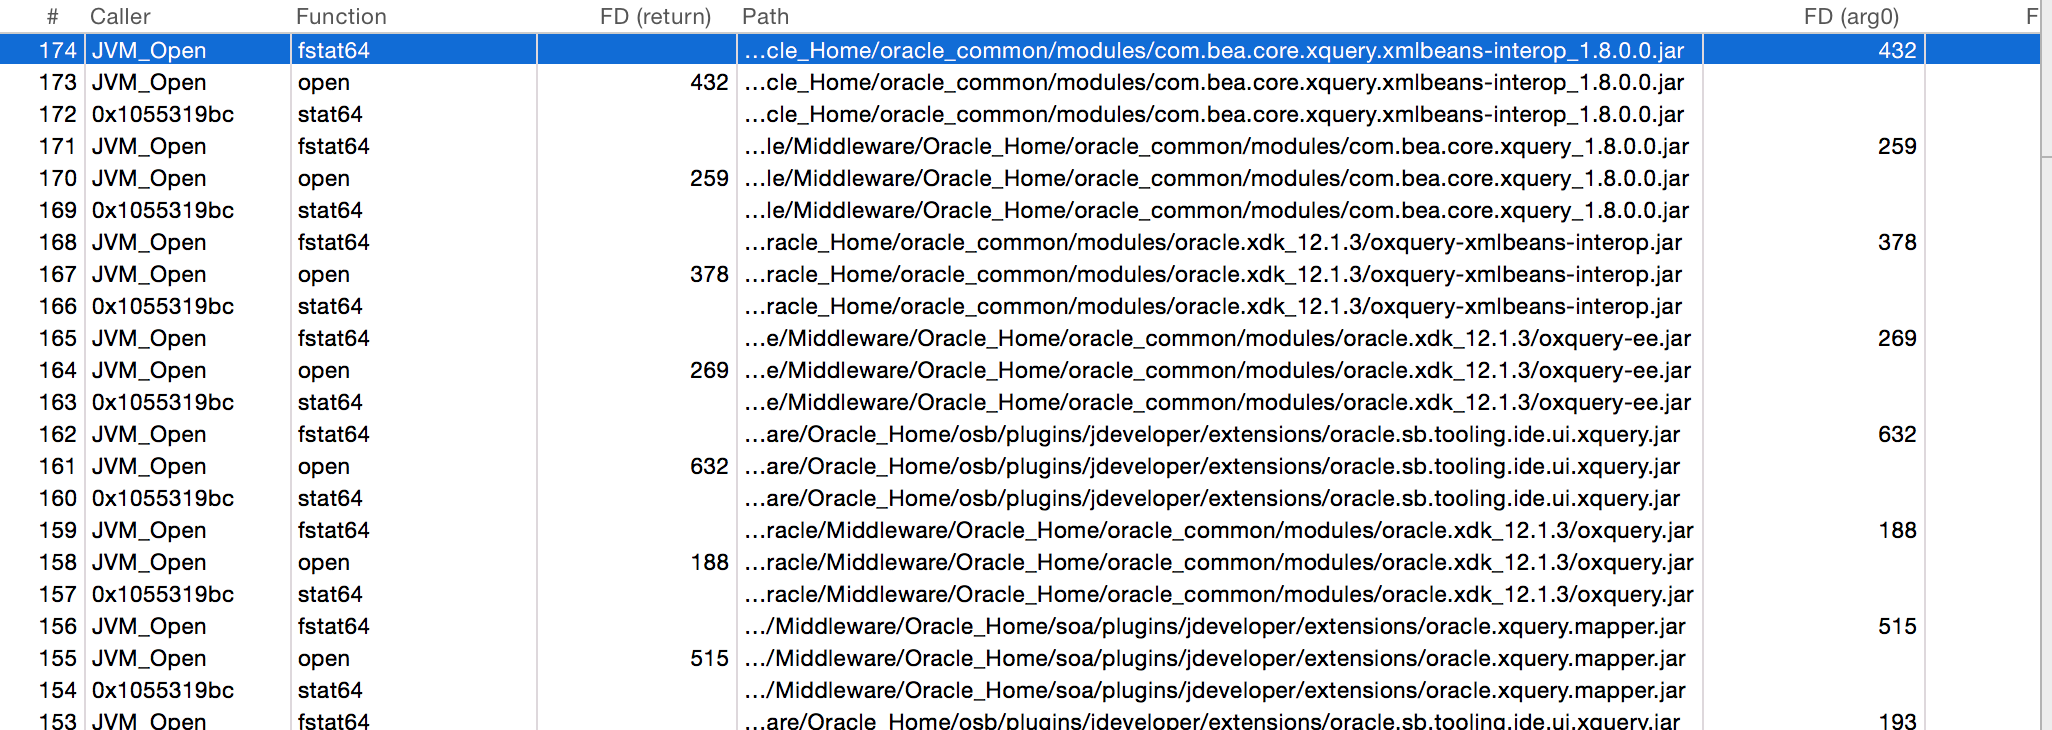 # Caller Function FD (return) Path FD (arg0) F
174 JVM_Open fstat64 ...cle_Home/oracle_common/modules/com.bea.core.xquery.xmlbeans-interop_1.8.0.0.jar 432
173 JVM_Open open 432 ...cle_Home/oracle_common/modules/com.bea.core.xquery.xmlbeans-interop_1.8.0.0.jar
172 0x1055319bc stat64 ...cle_Home/oracle_common/modules/com.bea.core.xquery.xmlbeans-interop_1.8.0.0.jar
171 JVM_Open fstat64 ...le/Middleware/Oracle_Home/oracle_common/modules/com.bea.core.xquery_1.8.0.0.jar 259
170 JVM_Open open 259 ...le/Middleware/Oracle_Home/oracle_common/modules/com.bea.core.xquery_1.8.0.0.jar
169 0x1055319bc stat64 ...le/Middleware/Oracle_Home/oracle_common/modules/com.bea.core.xquery_1.8.0.0.jar
168 JVM_Open fstat64 ...racle_Home/oracle_common/modules/oracle.xdk_12.1.3/oxquery-xmlbeans-interop.jar 378
167 JVM_Open open 378 ...racle_Home/oracle_common/modules/oracle.xdk_12.1.3/oxquery-xmlbeans-interop.jar
166 0x1055319bc stat64 ...racle_Home/oracle_common/modules/oracle.xdk_12.1.3/oxquery-xmlbeans-interop.jar
165 JVM_Open fstat64 ...e/Middleware/Oracle_Home/oracle_common/modules/oracle.xdk_12.1.3/oxquery-ee.jar 269
164 JVM_Open open 269 ...e/Middleware/Oracle_Home/oracle_common/modules/oracle.xdk_12.1.3/oxquery-ee.jar
163 0x1055319bc stat64 ...e/Middleware/Oracle_Home/oracle_common/modules/oracle.xdk_12.1.3/oxquery-ee.jar
162 JVM_Open fstat64 ...are/Oracle_Home/osb/plugins/jdeveloper/extensions/oracle.sb.tooling.ide.ui.xquery.jar 632
161 JVM_Open open 632 ...are/Oracle_Home/osb/plugins/jdeveloper/extensions/oracle.sb.tooling.ide.ui.xquery.jar
160 0x1055319bc stat64 ...are/Oracle_Home/osb/plugins/jdeveloper/extensions/oracle.sb.tooling.ide.ui.xquery.jar
159 JVM_Open fstat64 ...racle/Middleware/Oracle_Home/oracle_common/modules/oracle.xdk_12.1.3/oxquery.jar 188
158 JVM_Open open 188 ...racle/Middleware/Oracle_Home/oracle_common/modules/oracle.xdk_12.1.3/oxquery.jar
157 0x1055319bc stat64 ...racle/Middleware/Oracle_Home/oracle_common/modules/oracle.xdk_12.1.3/oxquery.jar
156 JVM_Open fstat64 .../Middleware/Oracle_Home/soa/plugins/jdeveloper/extensions/oracle.xquery.mapper.jar 515
155 JVM_Open open 515 .../Middleware/Oracle_Home/soa/plugins/jdeveloper/extensions/oracle.xquery.mapper.jar
154 0x1055319bc stat64 .../Middleware/Oracle_Home/soa/plugins/jdeveloper/extensions/oracle.xquery.mapper.jar
153 JVM_Open fstat64 ...are/Oracle_Home/osb/plugins/jdeveloper/extensions/oracle.sb.tooling.ide.ui.xquery.jar 193